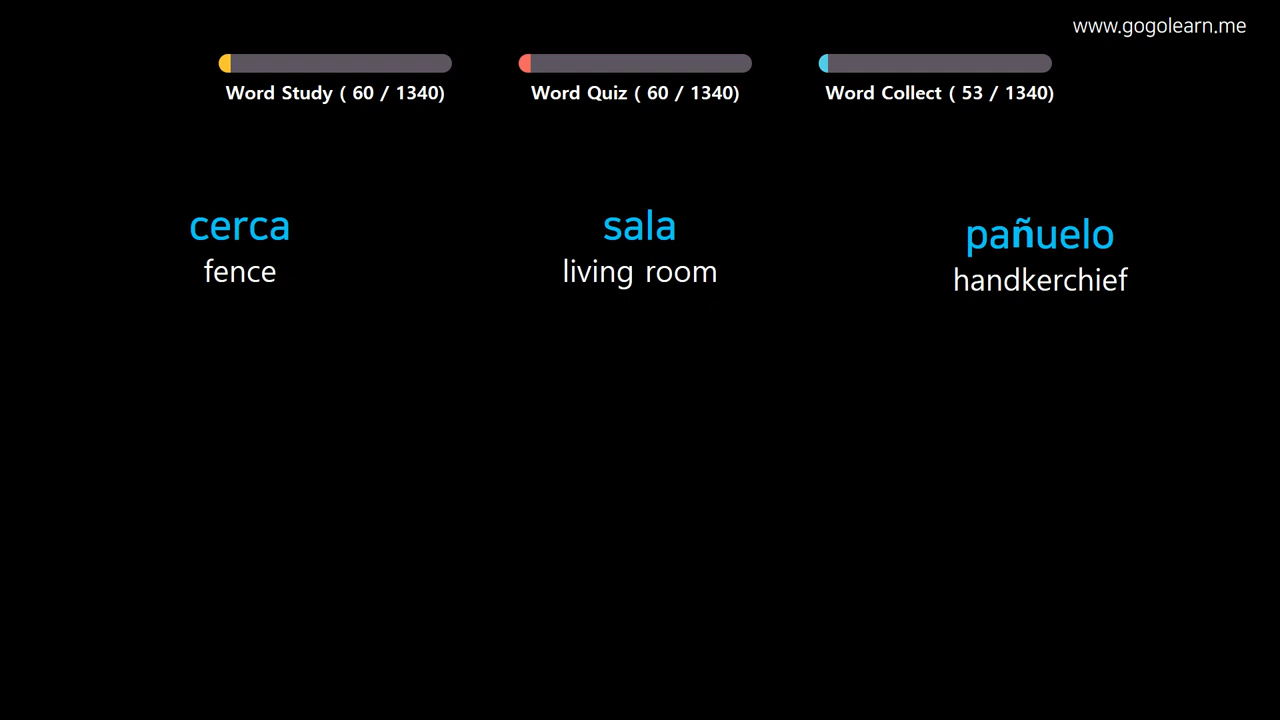 www.gogolearn.me
Word Study ( 60 / 1340)
Word Quiz ( 60 / 1340)
Word Collect ( 53 / 1340)
cerca
fence
sala
living room
pañuelo
handkerchief